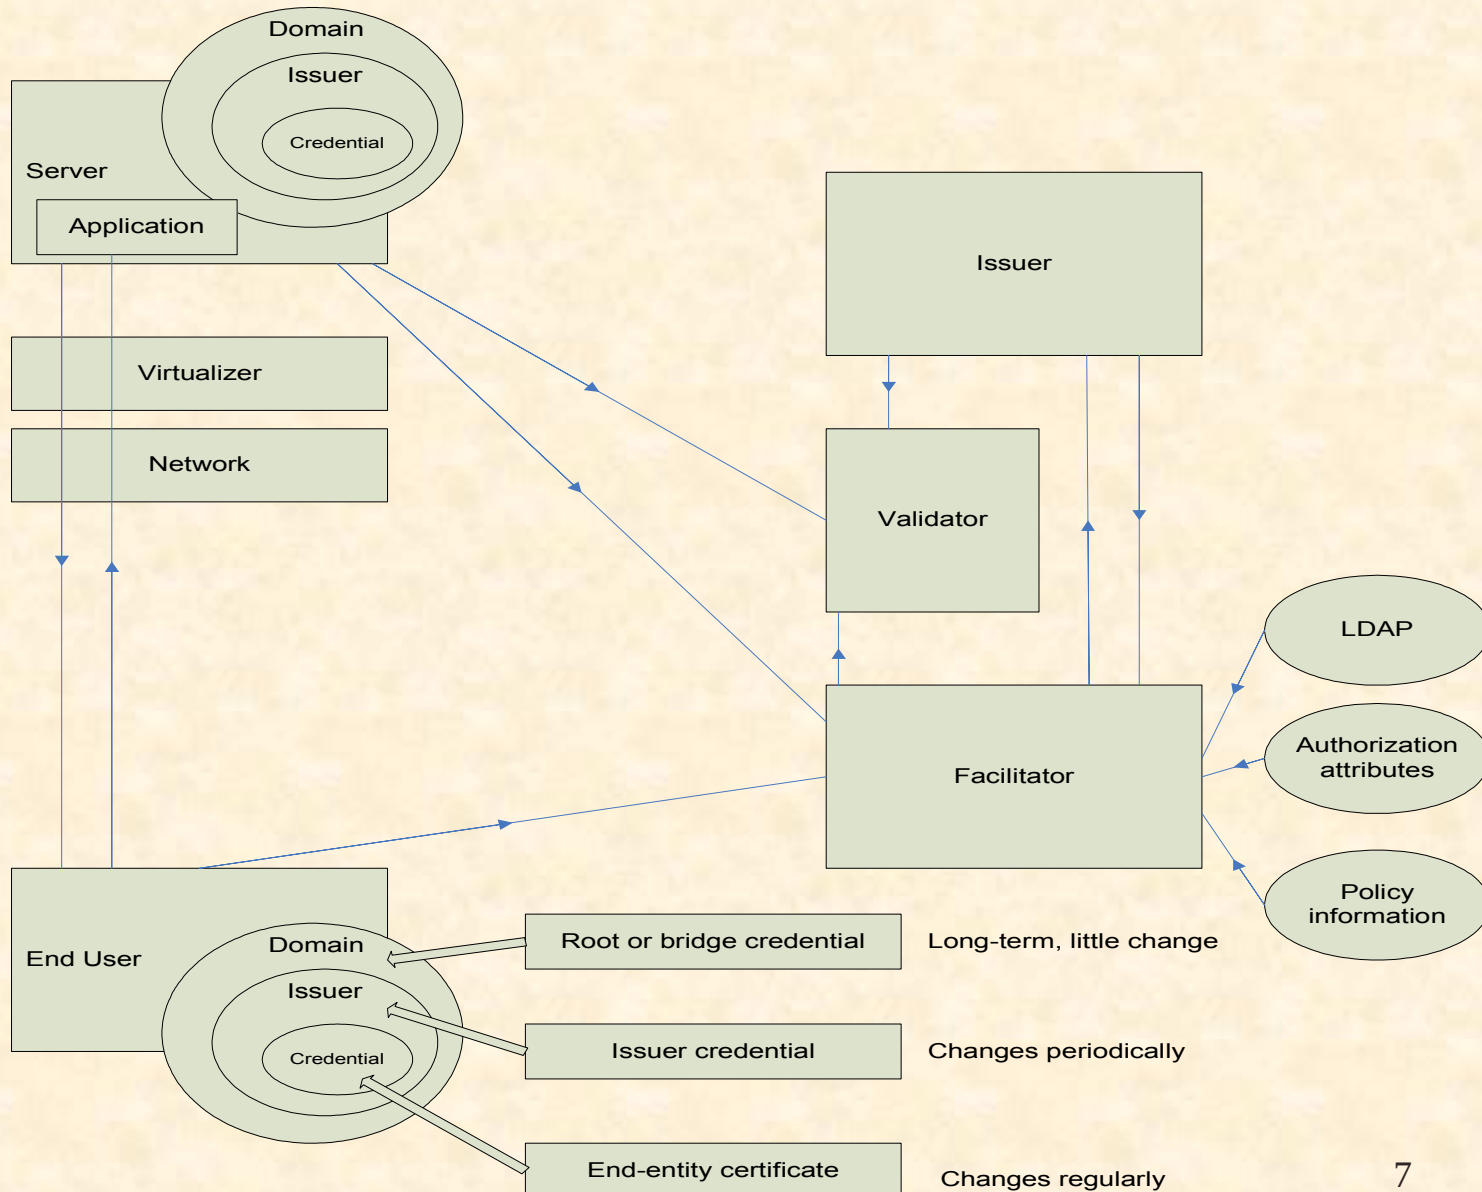 Domain
Issuer
Credential
Server
Application
Issuer
Virtualizer
Network
Validator
LDAP
Authorization
attributes
Facilitator
Policy
information
Domain
End User
Issuer
Credential
Root or bridge credential
Long-term, little change
Issuer credential
Changes periodically
End-entity certificate
Changes regularly
7